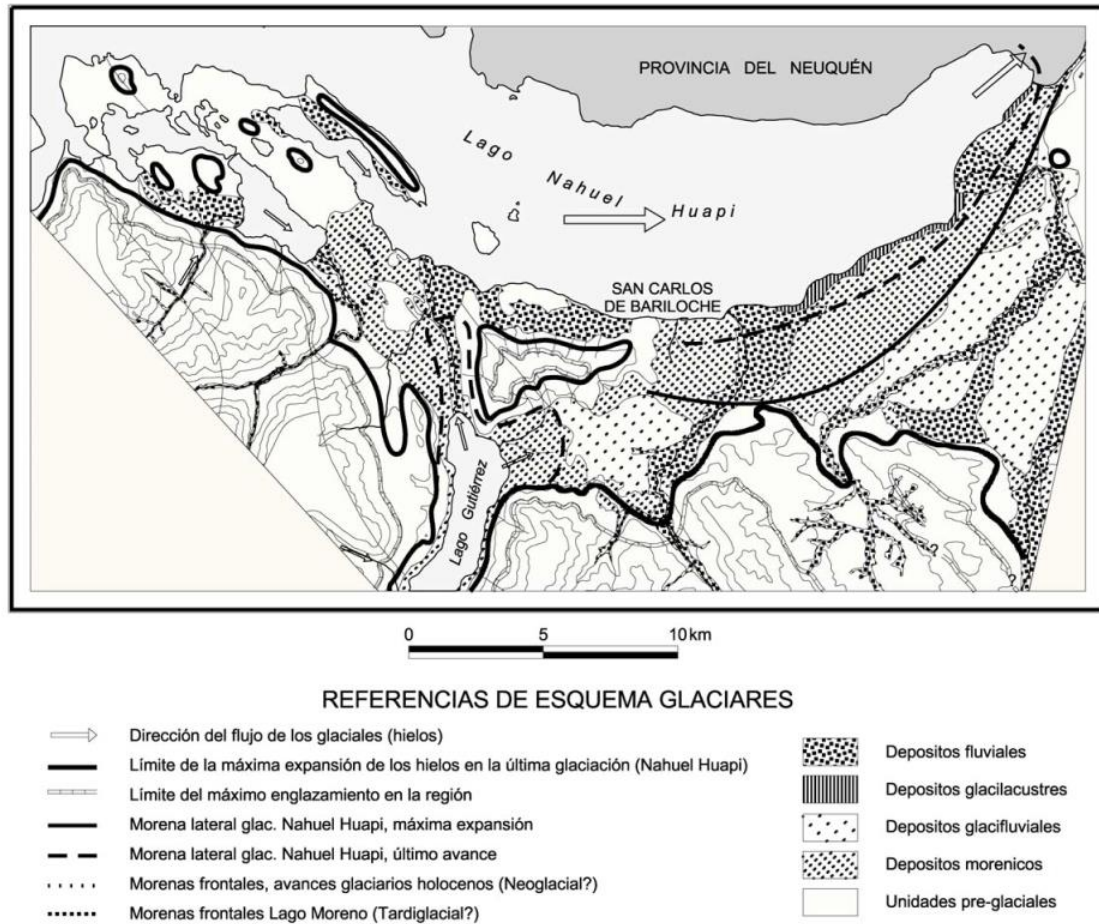 PROVINCIA DEL NEUQUÉN
Lago
Nahuel
Huapi
SAN CARLOS
DE BARILOCHE
Lago Gutiérrez
0 5 10 km
REFERENCIAS DE ESQUEMA GLACIARES
Dirección del flujo de los glaciales (hielos)
Límite de la máxima expansión de los hielos en la última glaciación (Nahuel Huapi)
Límite del máximo englazamiento en la región
Morena lateral glac. Nahuel Huapi, máxima expansión
Morena lateral glac. Nahuel Huapi, último avance
Morenas frontales, avances glaciarios holocenos (Neoglacial?)
Morenas frontales Lago Moreno (Tardiglacial?)
Depositos fluviales
Depositos glacilacustres
Depositos glacifluviales
Depositos morenicos
Unidades pre-glaciales